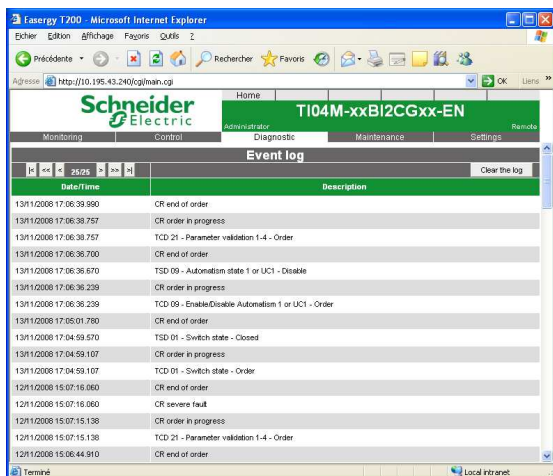 Easergy T200 - Microsoft Internet Explorer
Fichier Edition Affichage Favoris Outils ?
Précédente Rechercher Favoris
Adresse http://10.195.43.240/cgi/main.cgi OK Liens »
Schneider Electric
Home
TI04M-xxBI2CGxx-EN
Administrator Remote
Monitoring Control Diagnostic Maintenance Settings
Event log
|< << < 25/25 > >> >| Clear the log
Date/Time Description
13/11/2008 17:06:39.990 CR end of order
13/11/2008 17:06:38.757 CR order in progress
13/11/2008 17:06:38.757 TCD 21 - Parameter validation 1-4 - Order
13/11/2008 17:06:36.700 CR end of order
13/11/2008 17:06:36.670 TSD 09 - Automatism state 1 or UC1 - Disable
13/11/2008 17:06:36.239 CR order in progress
13/11/2008 17:06:36.239 TCD 09 - Enable/Disable Automatism 1 or UC1 - Order
13/11/2008 17:05:01.780 CR end of order
13/11/2008 17:04:59.570 TSD 01 - Switch state - Closed
13/11/2008 17:04:59.107 CR order in progress
13/11/2008 17:04:59.107 TCD 01 - Switch state - Order
12/11/2008 15:07:16.060 CR end of order
12/11/2008 15:07:16.060 CR severe fault
12/11/2008 15:07:15.138 CR order in progress
12/11/2008 15:07:15.138 TCD 21 - Parameter validation 1-4 - Order
12/11/2008 15:06:44.910 CR end of order
Terminé Local intranet